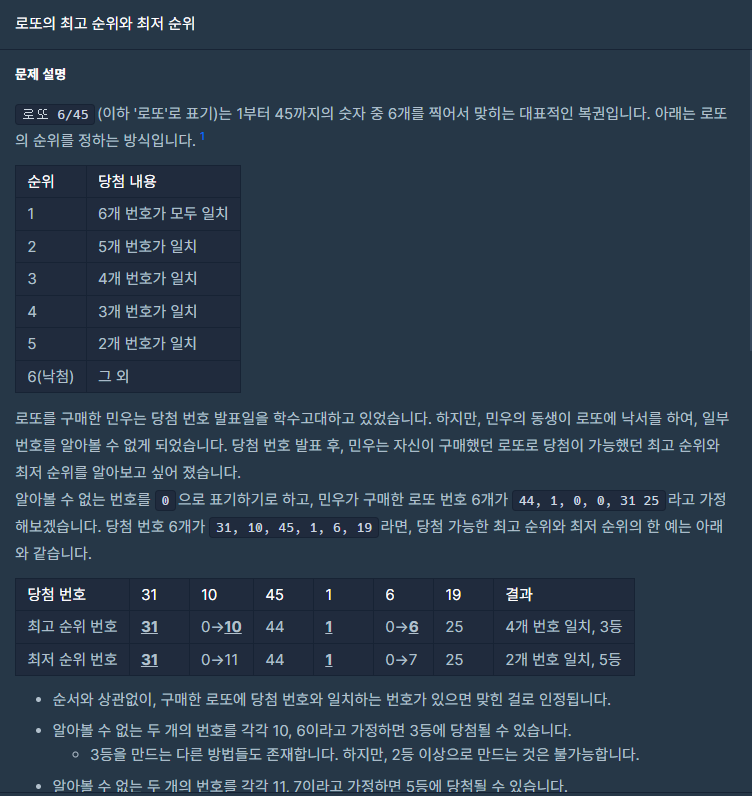 로또의 최고 순위와 최저 순위
문제 설명
로또 6/45 (이하 '로또'로 표기)는 1부터 45까지의 숫자 중 6개를 찍어서 맞히는 대표적인 복권입니다. 아래는 로또
의 순위를 정하는 방식입니다. 1
순위 당첨 내용
1 6개 번호가 모두 일치
2 5개 번호가 일치
3 4개 번호가 일치
4 3개 번호가 일치
5 2개 번호가 일치
6(낙첨) 그 외
로또를 구매한 민우는 당첨 번호 발표일을 학수고대하고 있었습니다. 하지만, 민우의 동생이 로또에 낙서를 하여, 일부
번호를 알아볼 수 없게 되었습니다. 당첨 번호 발표 후, 민우는 자신이 구매했던 로또로 당첨이 가능했던 최고 순위와
최저 순위를 알아보고 싶어 졌습니다.
알아볼 수 없는 번호를 0 으로 표기하기로 하고, 민우가 구매한 로또 번호 6개가 44, 1, 0, 0, 31 25 라고 가정
해보겠습니다. 당첨 번호 6개가 31, 10, 45, 1, 6, 19 라면, 당첨 가능한 최고 순위와 최저 순위의 한 예는 아래
와 같습니다.
당첨 번호 31 10 45 1 6 19 결과
최고 순위 번호 31 0→10 44 1 0→6 25 4개 번호 일치, 3등
최저 순위 번호 31 0→11 44 1 0→7 25 2개 번호 일치, 5등
• 순서와 상관없이, 구매한 로또에 당첨 번호와 일치하는 번호가 있으면 맞힌 걸로 인정됩니다.
• 알아볼 수 없는 두 개의 번호를 각각 10, 6이라고 가정하면 3등에 당첨될 수 있습니다.
◦ 3등을 만드는 다른 방법들도 존재합니다. 하지만, 2등 이상으로 만드는 것은 불가능합니다.
• 알아볼 수 없는 두 개의 번호를 각각 11, 7이라고 가정하면 5등에 당첨될 수 있습니다.